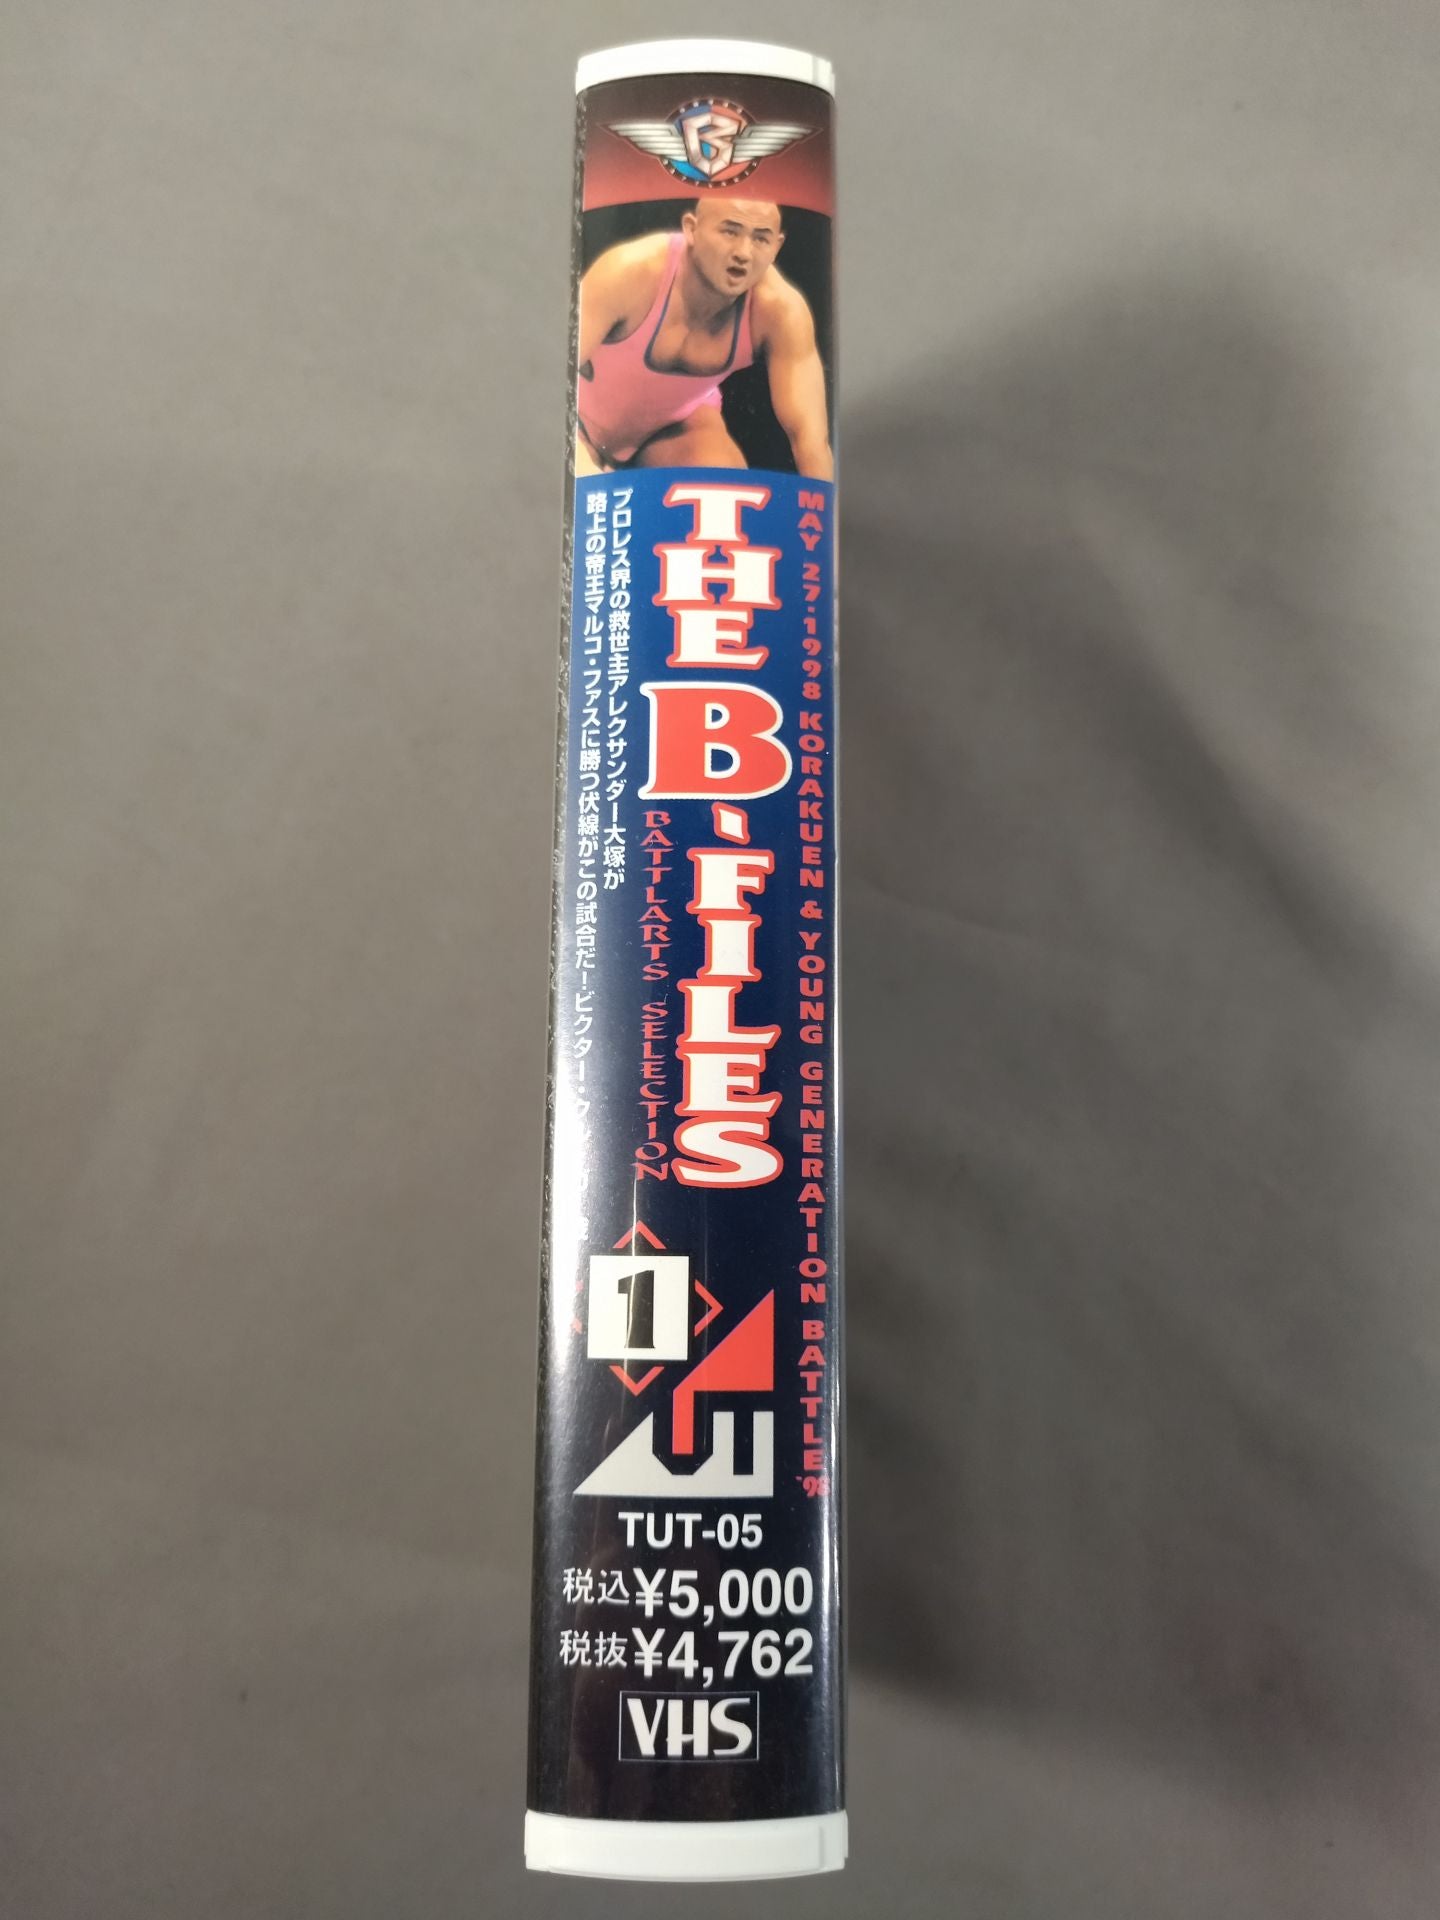 B
MAY 27・1998 KORAKUEN & YOUNG GENERATION BATTLE '98
THE B-FILES
BATTLARTS SELECTION
プロレス界の救世主アレクサンダー大塚が
路上の帝王マルコ・ファスに勝つ伏線がこの試合だ！ビクター・
1
TUT-05
税込¥5,000
税抜¥4,762
VHS